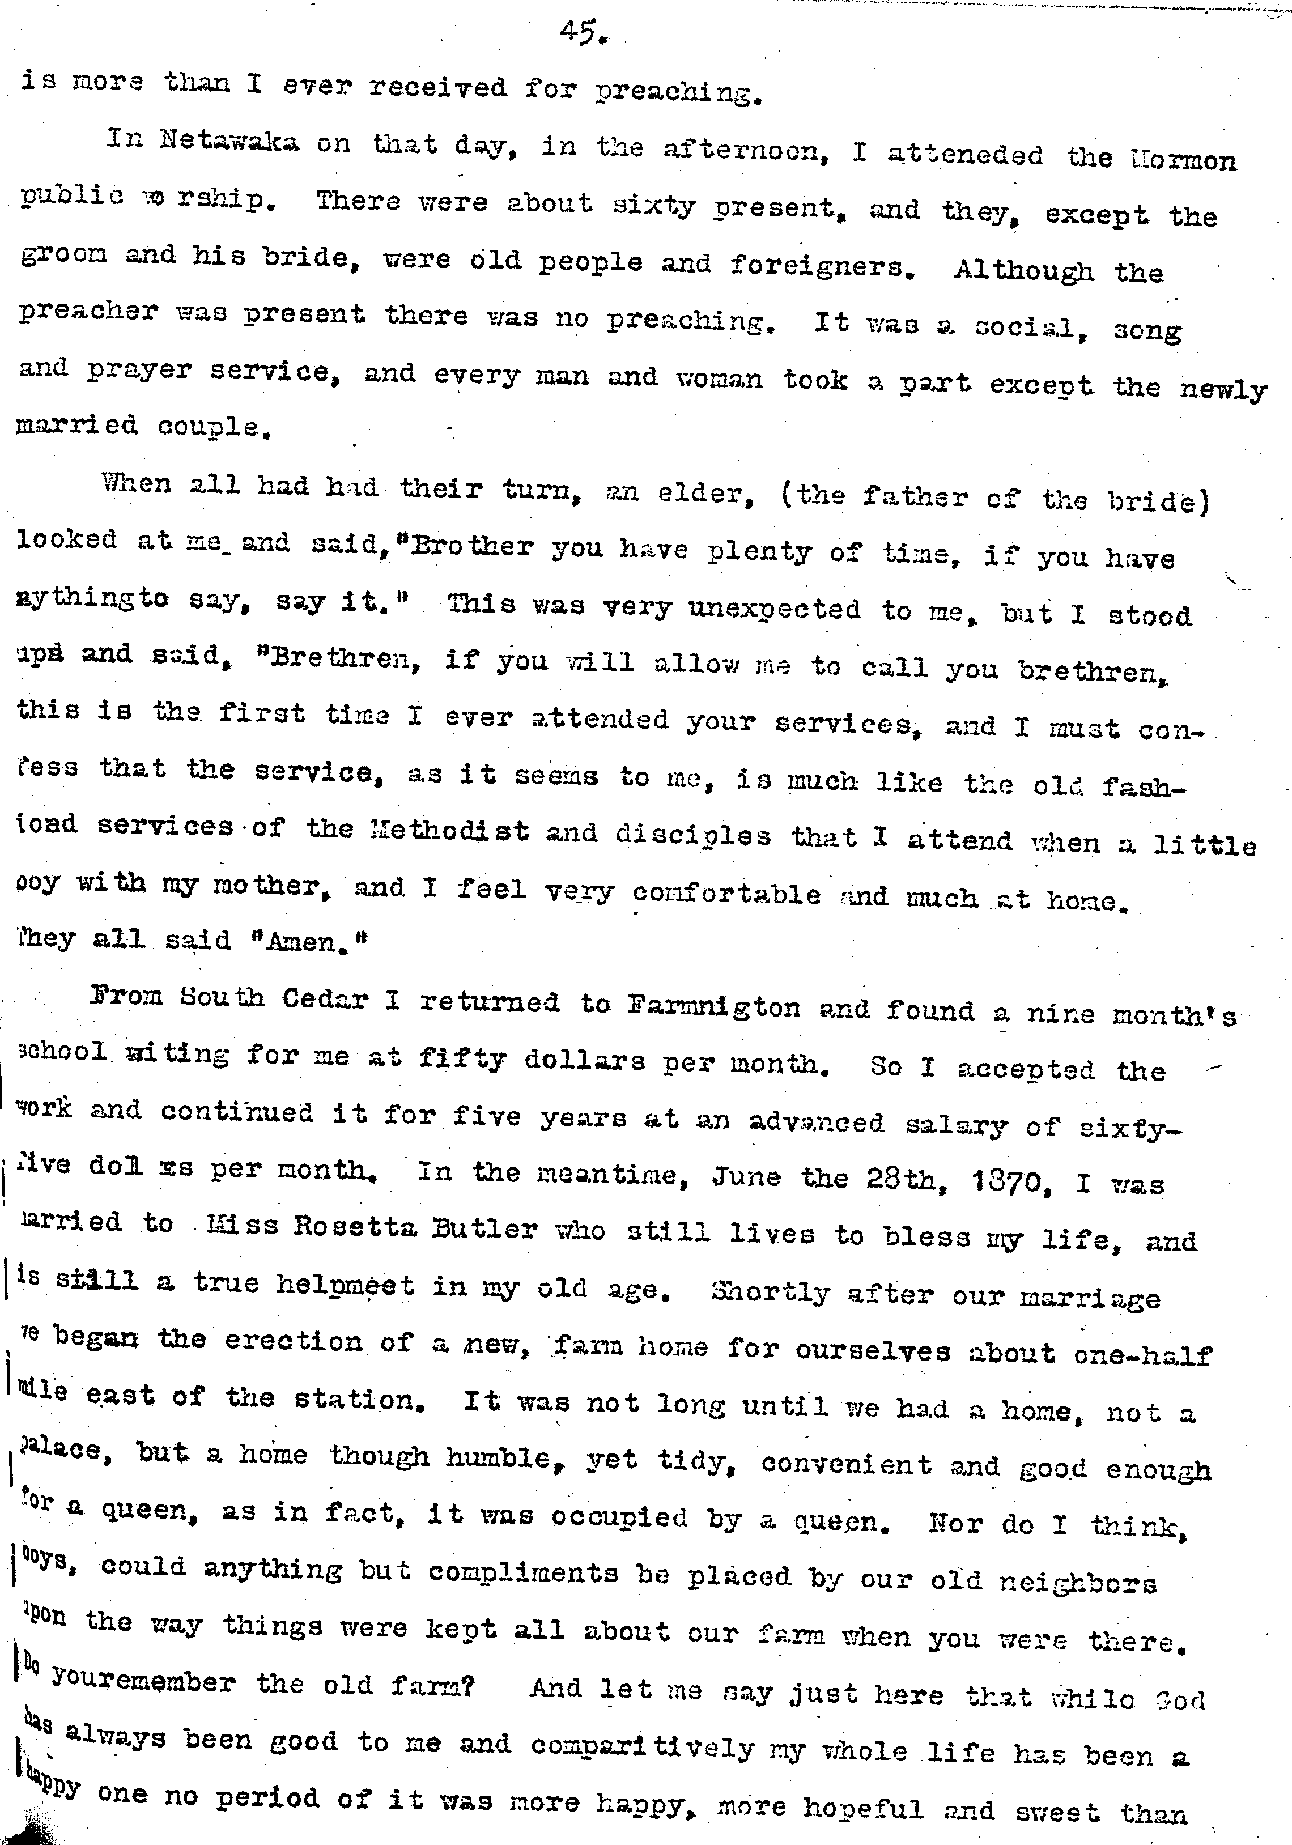 45.
is more than I ever received for preaching.
In Netawaka on that day, in the afternoon, I atteneded the Mormon
public wo rship. There were about sixty present, and they, except the
groom and his bride, were old people and foreigners. Although the
preacher was present there was no preaching. It was a social, song
and prayer service, and every man and woman took a part except the newly
married couple.
When all had had their turn, an elder, (the father of the bride)
looked at me and said,"Brother you have plenty of time, if you have
aythingto say, say it." This was very unexpected to me, but I stood
upd and said, "Brethren, if you will allow me to call you brethren,
this is the first time I ever attended your services, and I must con-
fess that the service, as it seems to me, is much like the old fash-
ioned services of the Methodist and disciples that I attend when a little
boy with my mother, and I feel very comfortable and much at home.
They all said "Amen."
From South Cedar I returned to Farmnigton and found a nine month's
school witing for me at fifty dollars per month. So I accepted the
work and continued it for five years at an advanced salary of sixty-
five doll rs per month. In the meantime, June the 28th, 1870, I was
married to Miss Rosetta Butler who still lives to bless my life, and
is still a true helpmeet in my old age. Shortly after our marriage
we began the erection of a new, farm home for ourselves about one-half
mile east of the station. It was not long until we had a home, not a
palace, but a home though humble, yet tidy, convenient and good enough
for a queen, as in fact, it was occupied by a queen. Nor do I think,
boys, could anything but compliments be placed by our old neighbors
upon the way things were kept all about our farm when you were there.
Do youremember the old farm? And let me say just here that while God
has always been good to me and comparitively my whole life has been a
happy one no period of it was more happy, more hopeful and sweet than